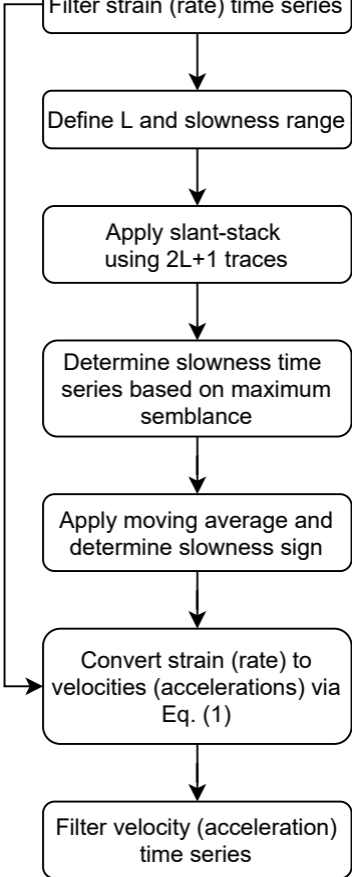 Filter strain (rate) time series
Define L and slowness range
Apply slant-stack
using 2L+1 traces
Determine slowness time
series based on maximum
semblance
Apply moving average and
determine slowness sign
Convert strain (rate) to
velocities (accelerations) via
Eq. (1)
Filter velocity (acceleration)
time series